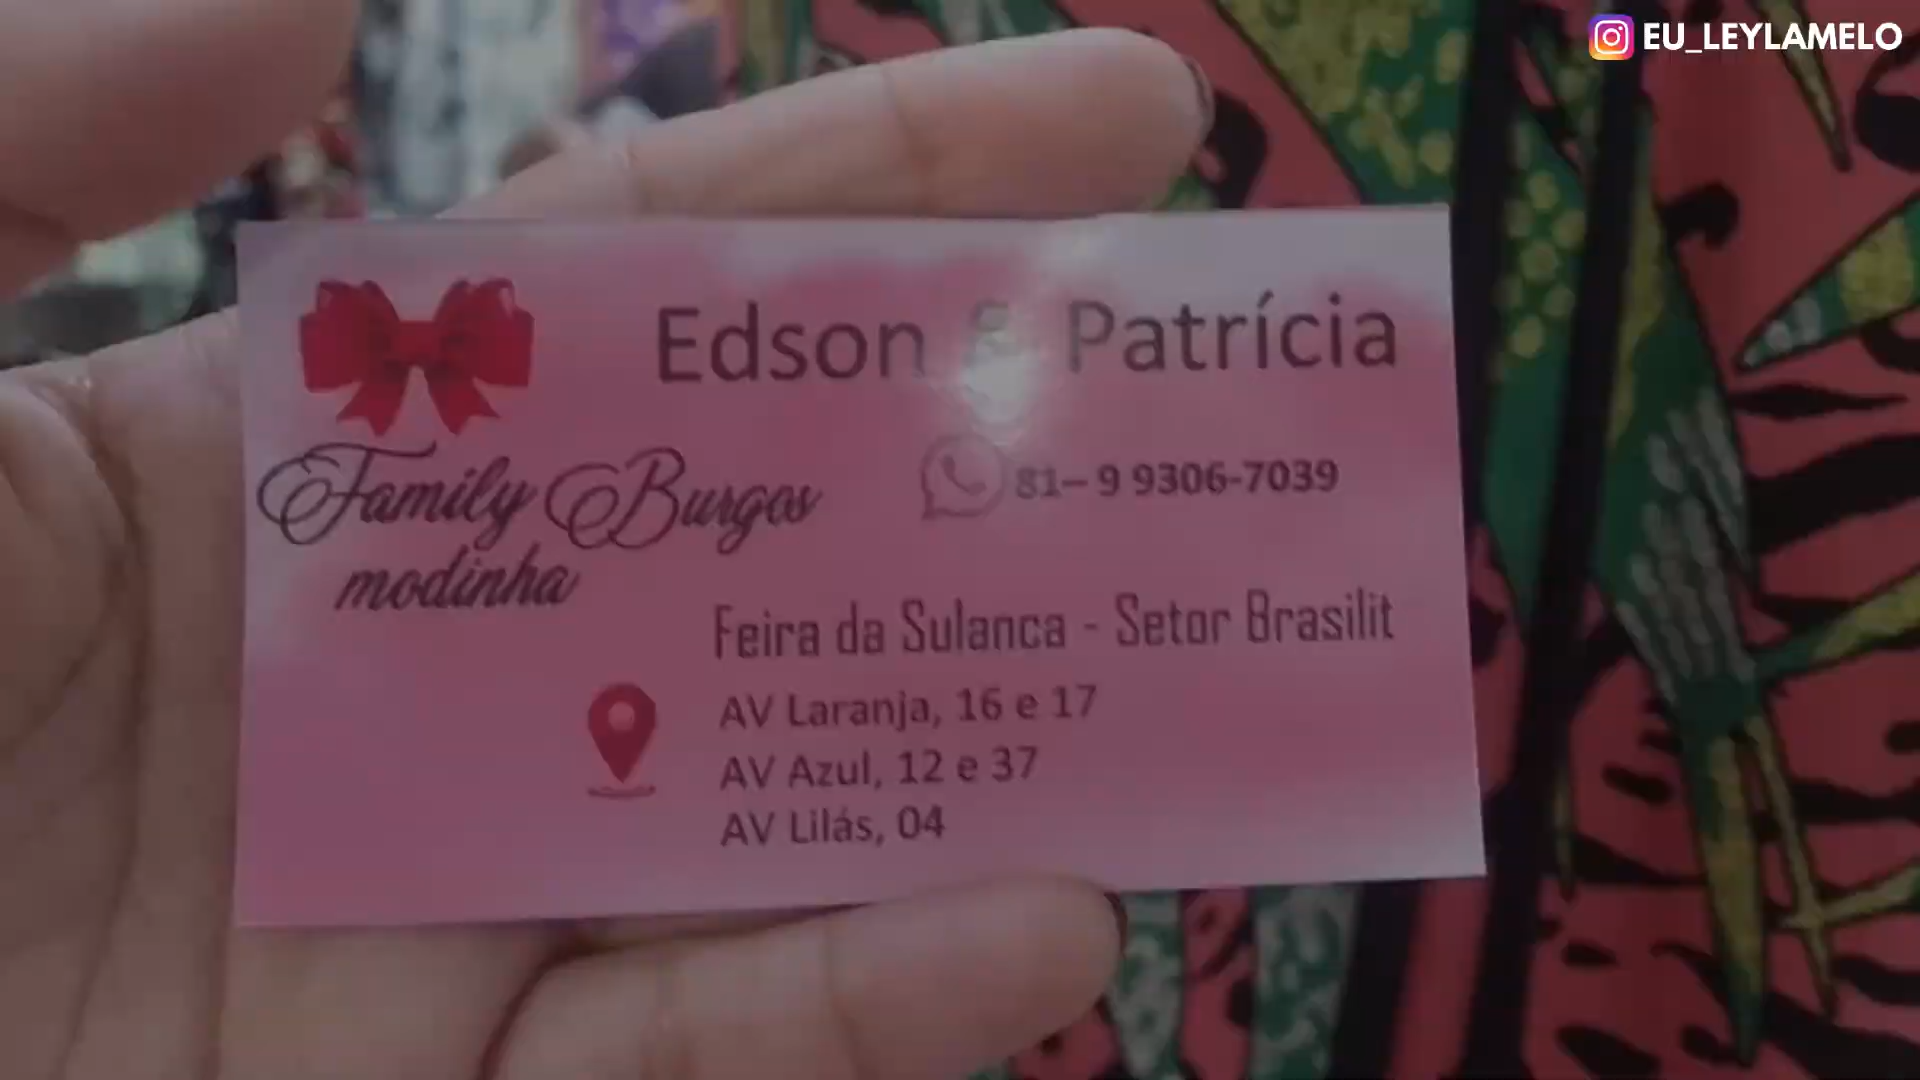 EU_LEYLAMELO
Edson & Patrícia
Family Burgos
modinha
81– 9 9306-7039
Feira da Sulanca - Setor Brasilit
AV Laranja, 16 e 17
AV Azul, 12 e 37
AV Lilás, 04